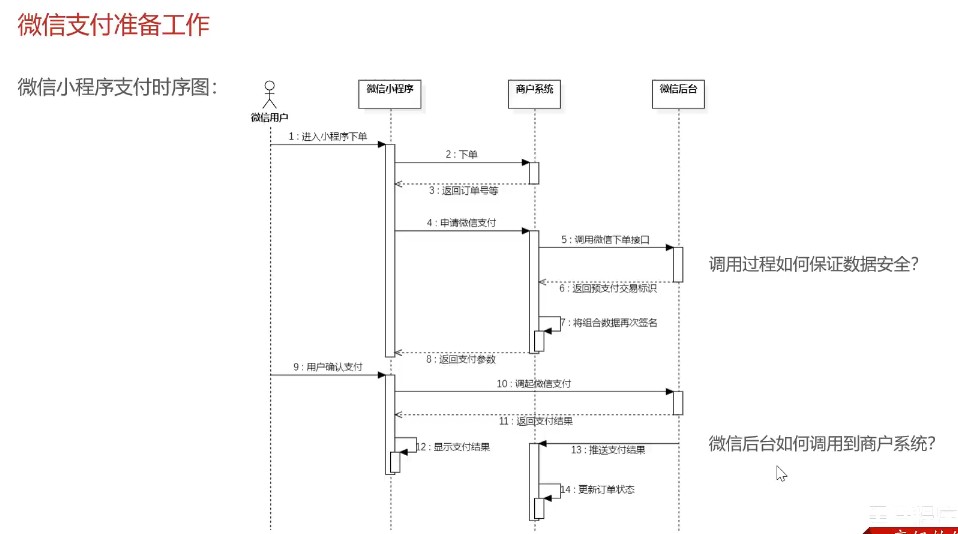 微信支付准备工作
微信小程序支付时序图：
微信用户
微信小程序
商户系统
微信后台
1 : 进入小程序下单
2 : 下单
3 : 返回订单号等
4 : 申请微信支付
5 : 调用微信下单接口
调用过程如何保证数据安全？
6 : 返回预支付交易标识
7 : 将组合数据再次签名
8 : 返回支付参数
9 : 用户确认支付
10 : 调起微信支付
11 : 返回支付结果
12 : 显示支付结果
13 : 推送支付结果
微信后台如何调用到商户系统？
14 : 更新订单状态